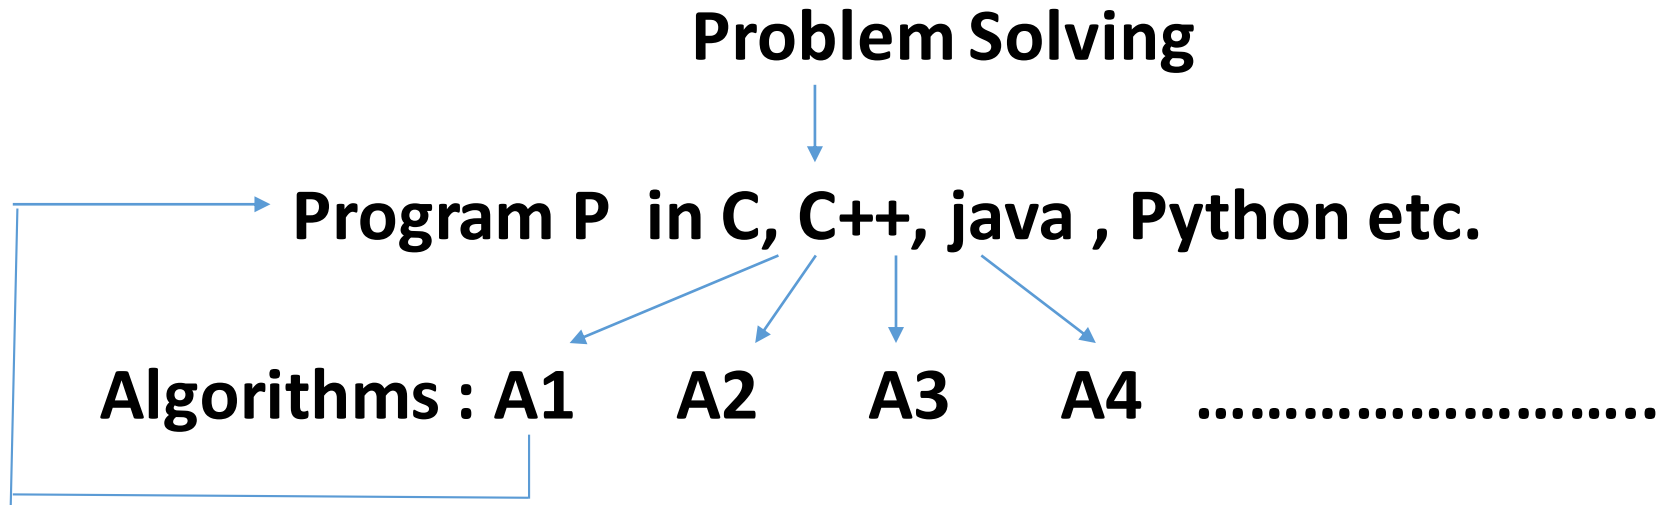 Problem Solving
Program P in C, C++, java , Python etc.
Algorithms : A1 A2 A3 A4 ..............................